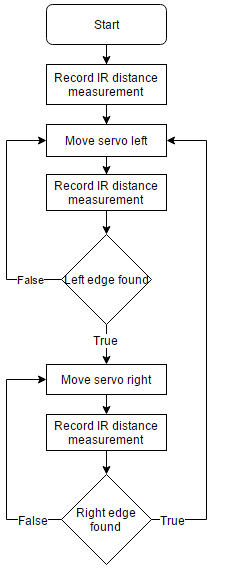 Start
Record IR distance
measurement
Move servo left
Record IR distance
measurement
Left edge found
False
True
Move servo right
Record IR distance
measurement
Right edge
found
False
True